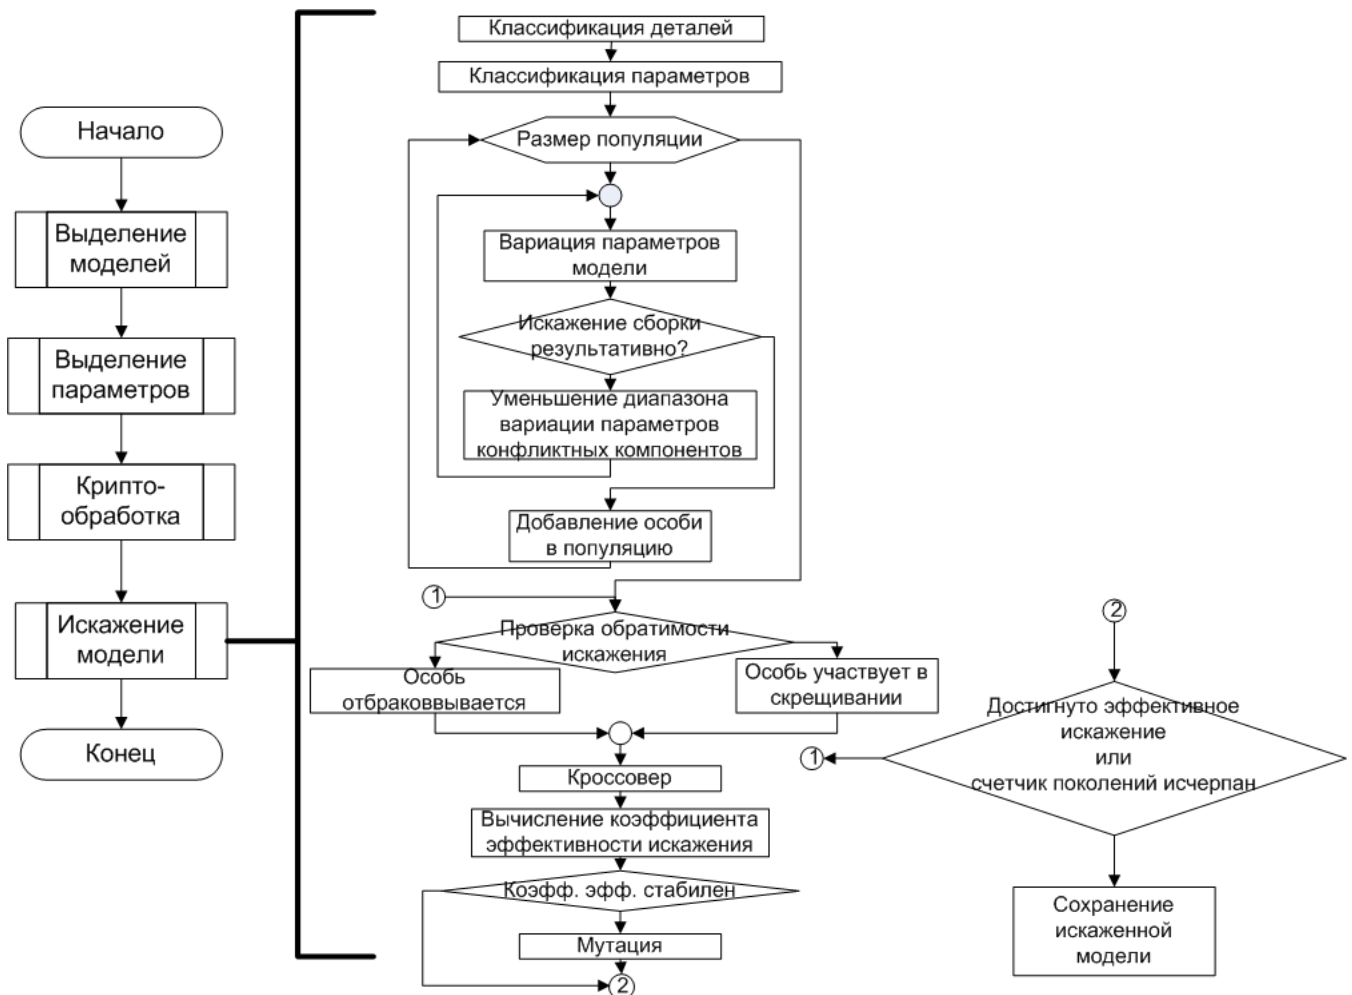 Начало
Выделение
моделей
Выделение
параметров
Крипто-
обработка
Искажение
модели
Конец
Классификация деталей
Классификация параметров
Размер популяции
Вариация параметров
модели
Искажение сборки
результативно?
Уменьшение диапазона
вариации параметров
конфликтных компонентов
Добавление особи
в популяцию
1
Проверка обратимости
искажения
Особь
отбраковвывается
Особь участвует в
скрещивании
Кроссовер
Вычисление коэффициента
эффективности искажения
Коэфф. эфф. стабилен
Мутация
2
2
Достигнуто эффективное
искажение
или
счетчик поколений исчерпан
1
Сохранение
искаженной
модели